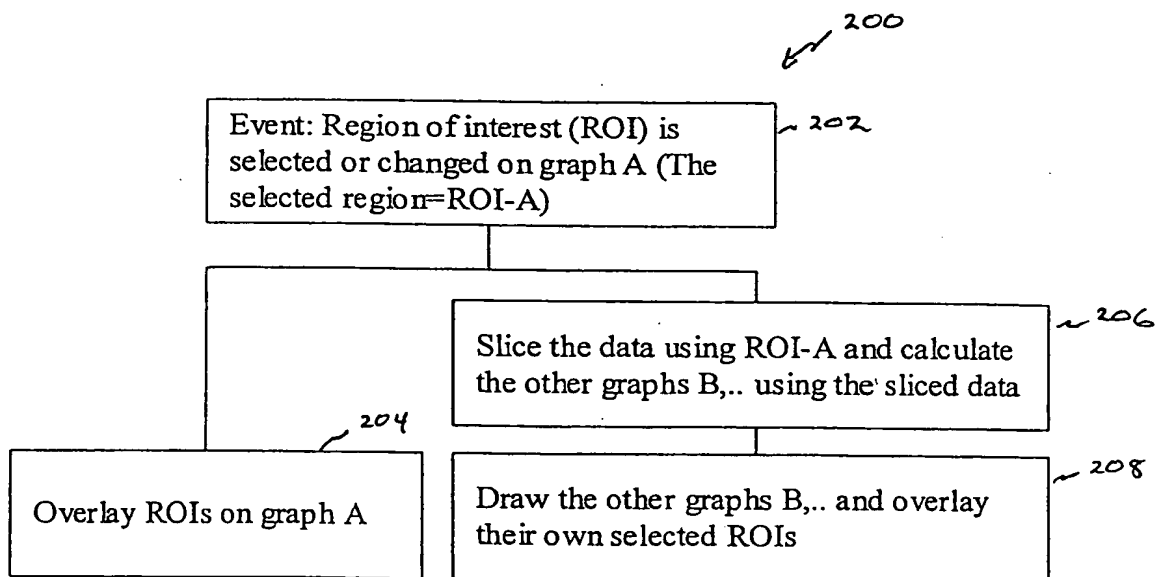 200
Event: Region of interest (ROI) is
selected or changed on graph A (The
selected region=ROI-A)
202
Slice the data using ROI-A and calculate
the other graphs B,.. using the sliced data
206
204
Overlay ROIs on graph A
Draw the other graphs B,.. and overlay
their own selected ROIs
208